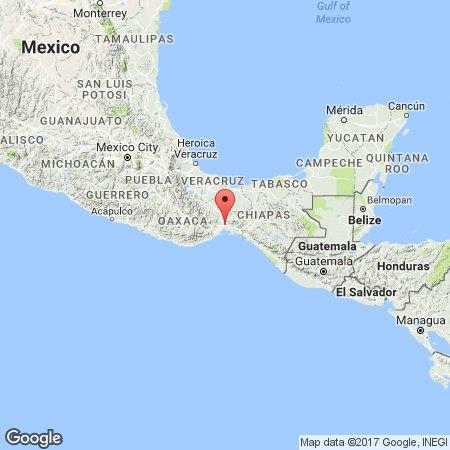 Monterrey
Gulf of
Mexico
TAMAULIPAS
Mexico
SAN LUIS
POTOSI
Cancún
Mérida
GUANAJUATO
YUCATAN
JALISCO
Heroica
Veracruz
Mexico City
MICHOACÁN
CAMPECHE
QUINTANA
ROO
PUEBLA
VERACRUZ
TABASCO
GUERRERO
Belmopan
Acapulco
OAXACA
CHIAPAS
Belize
Guatemala
Guatemala
Honduras
El Salvador
Managua
Google
Map data ©2017 Google, INEGI